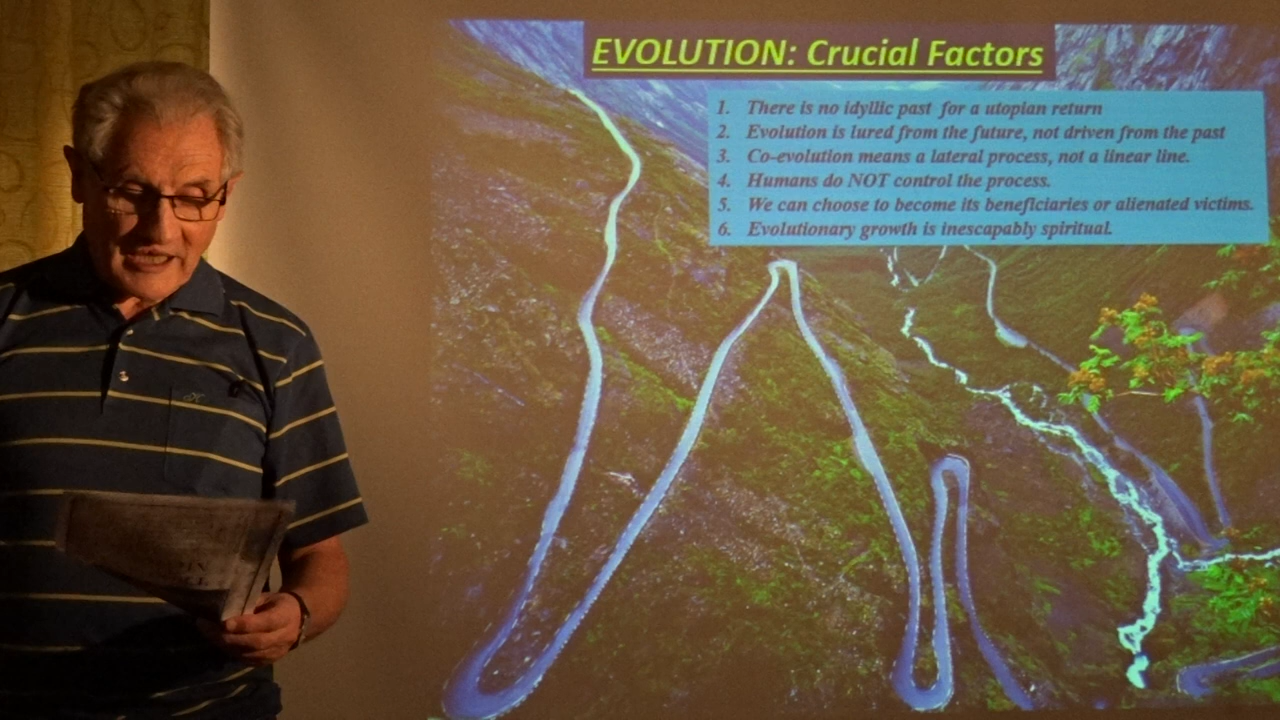 EVOLUTION: Crucial Factors
1. There is no idyllic past for a utopian return
2. Evolution is lured from the future, not driven from the past
3. Co-evolution means a lateral process, not a linear line.
4. Humans do NOT control the process.
5. We can choose to become its beneficiaries or alienated victims.
6. Evolutionary growth is inescapably spiritual.